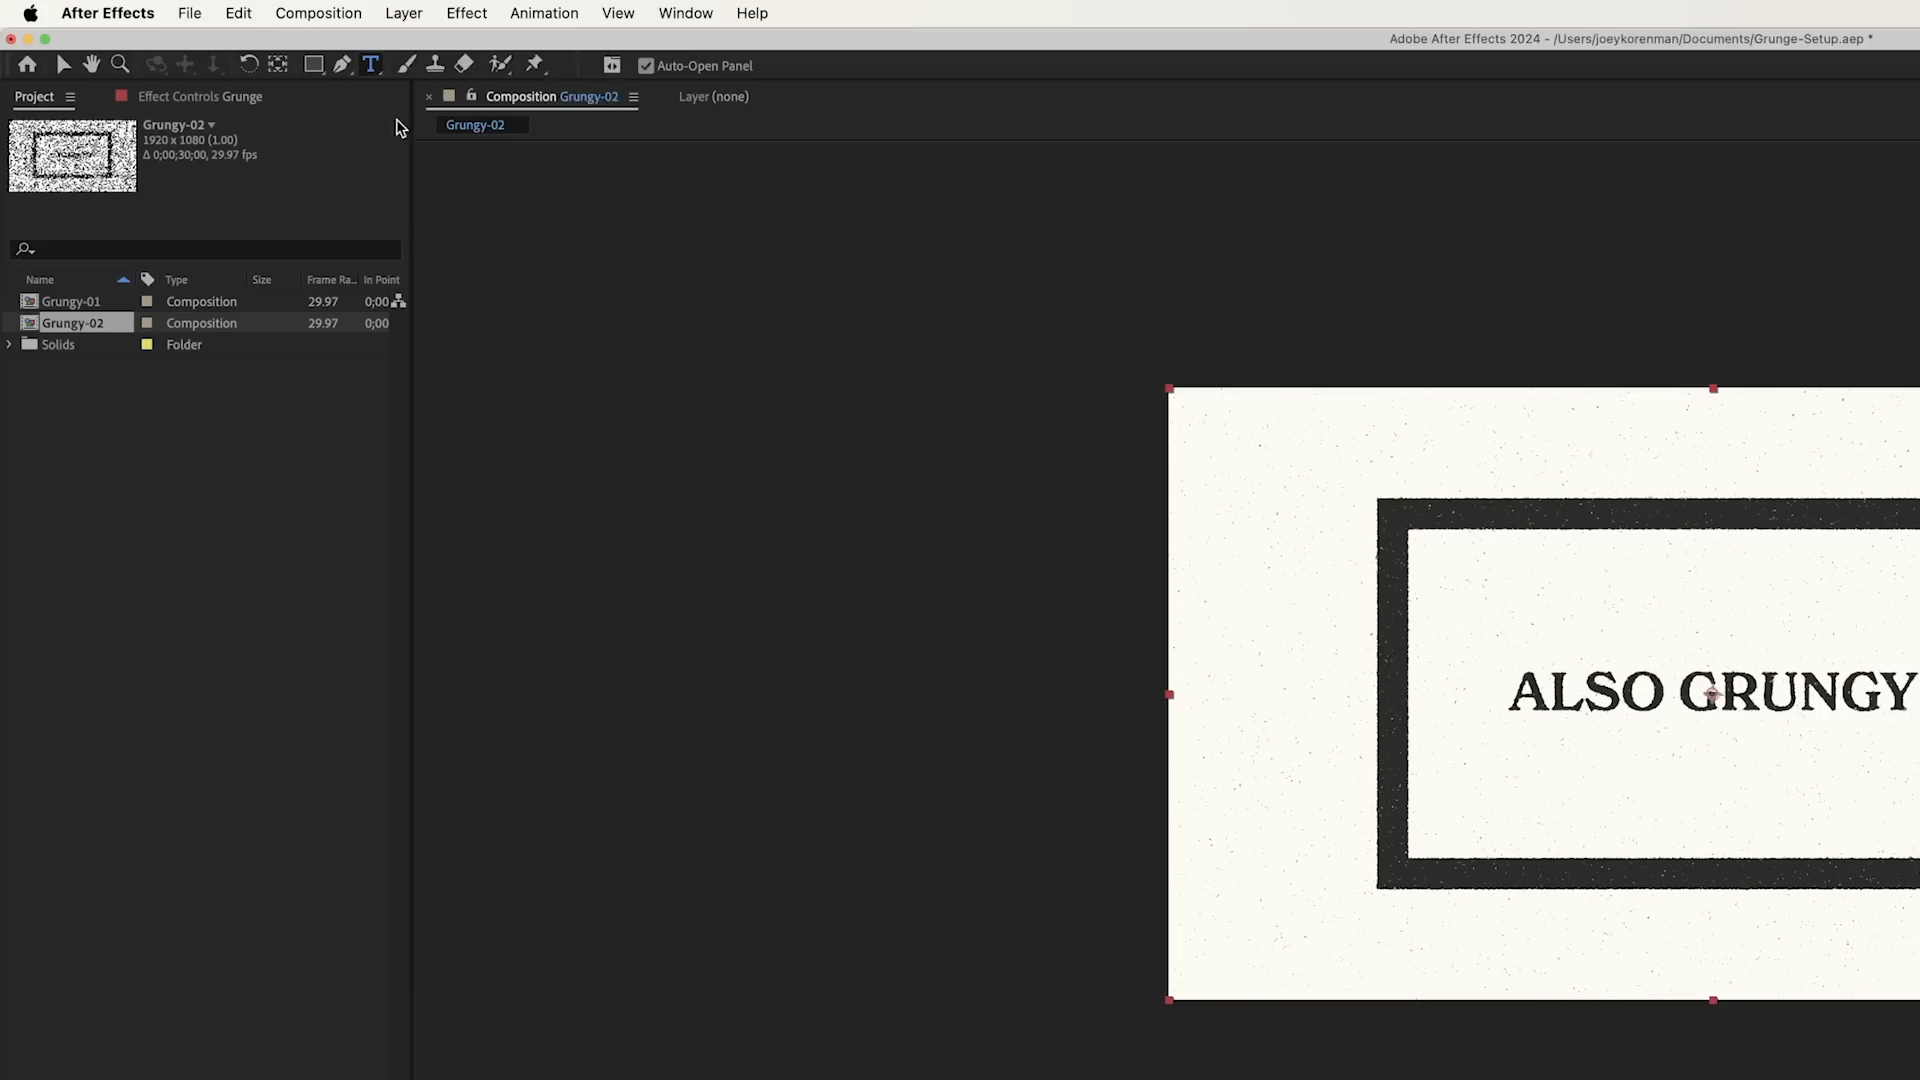 After Effects File Edit Composition Layer Effect Animation View Window Help
Adobe After Effects 2024 - /Users/joeykorenman/Documents/Grunge-Setup.aep *
T Auto-Open Panel
Project Effect Controls Grunge
× Composition Grungy-02 Layer (none)
Grungy-02
1920 x 1080 (1.00)
Δ 0;00;30;00, 29.97 fps
Grungy-02
Name Type Size Frame Ra... In Point
Grungy-01 Composition 29.97 0;00
Grungy-02 Composition 29.97 0;00
Solids Folder
ALSO GRUNGY